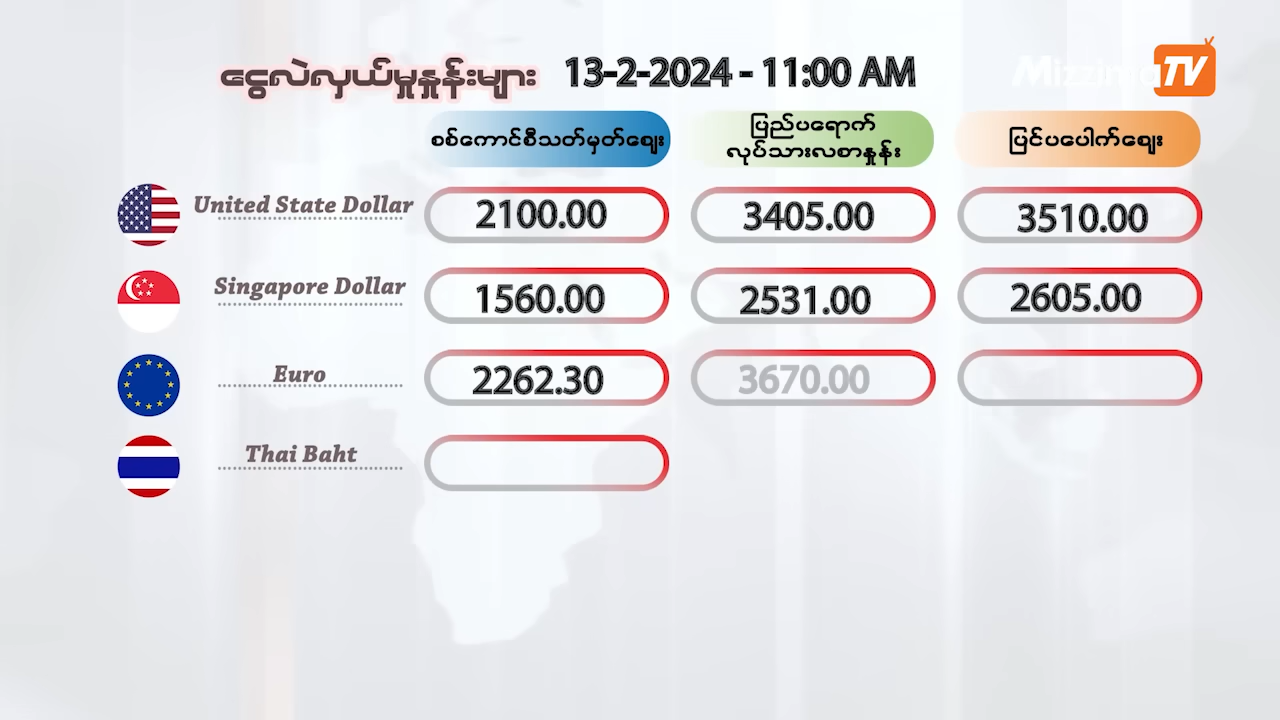 ငွေလဲလှယ်မှုနှုန်းများ 13-2-2024 - 11:00 AM
MizzimaTV
စစ်ကောင်စီသတ်မှတ်ဈေး
ပြည်ပရောက်
လုပ်သားလစာနှုန်း
ပြင်ပပေါက်ဈေး
United State Dollar 2100.00 3405.00 3510.00
Singapore Dollar 1560.00 2531.00 2605.00
Euro 2262.30 3670.00
Thai Baht